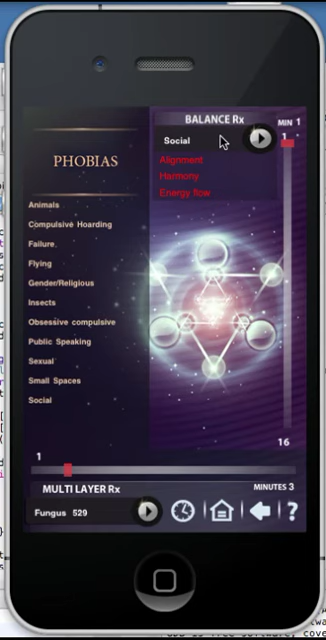 BALANCE Rx
MIN 1
Social
1
Alignment
Harmony
Energy flow
PHOBIAS
Animals
Compulsive Hoarding
Failure
Flying
Gender/Religious
Insects
Obsessive compulsive
Public Speaking
Sexual
Small Spaces
Social
16
1
MULTI LAYER Rx
MINUTES 3
Fungus 529
?